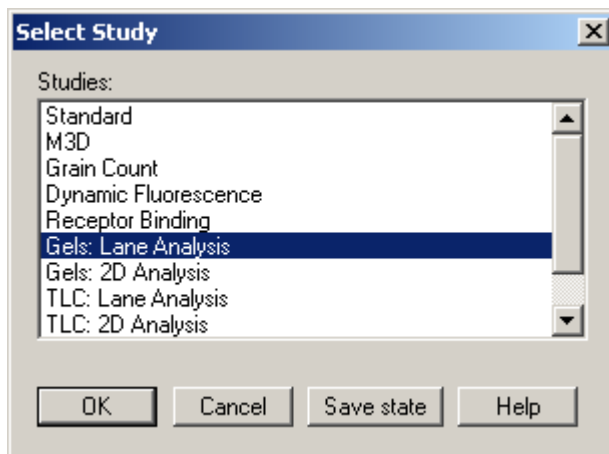 Select Study
Studies:
Standard
M3D
Grain Count
Dynamic Fluorescence
Receptor Binding
Gels: Lane Analysis
Gels: 2D Analysis
TLC: Lane Analysis
TLC: 2D Analysis
OK Cancel Save state Help